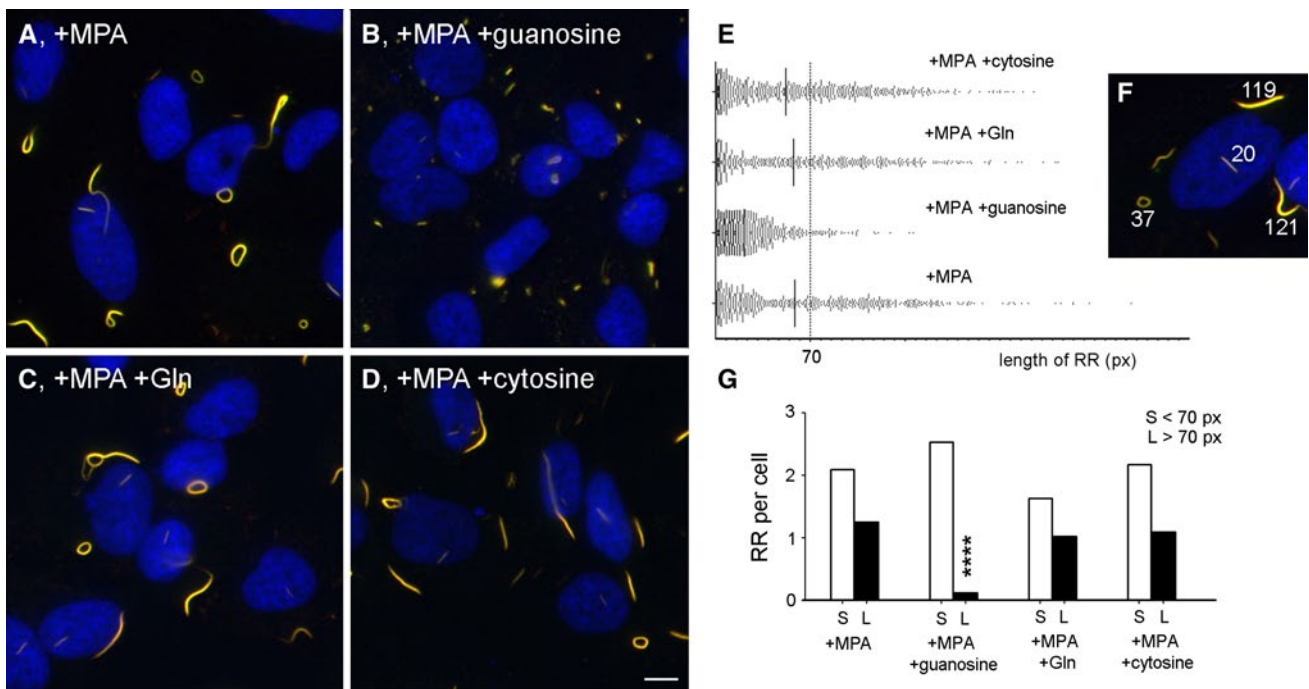 A, +MPA
B, +MPA +guanosine
C, +MPA +Gln
D, +MPA +cytosine
E
+MPA +cytosine
+MPA +Gln
+MPA +guanosine
+MPA
70
length of RR (px)
F
119
20
37
121
G
S < 70 px
L > 70 px
RR per cell
3
2
1
0
****
S L S L S L S L
+MPA +MPA +MPA +MPA
+guanosine +Gln +cytosine